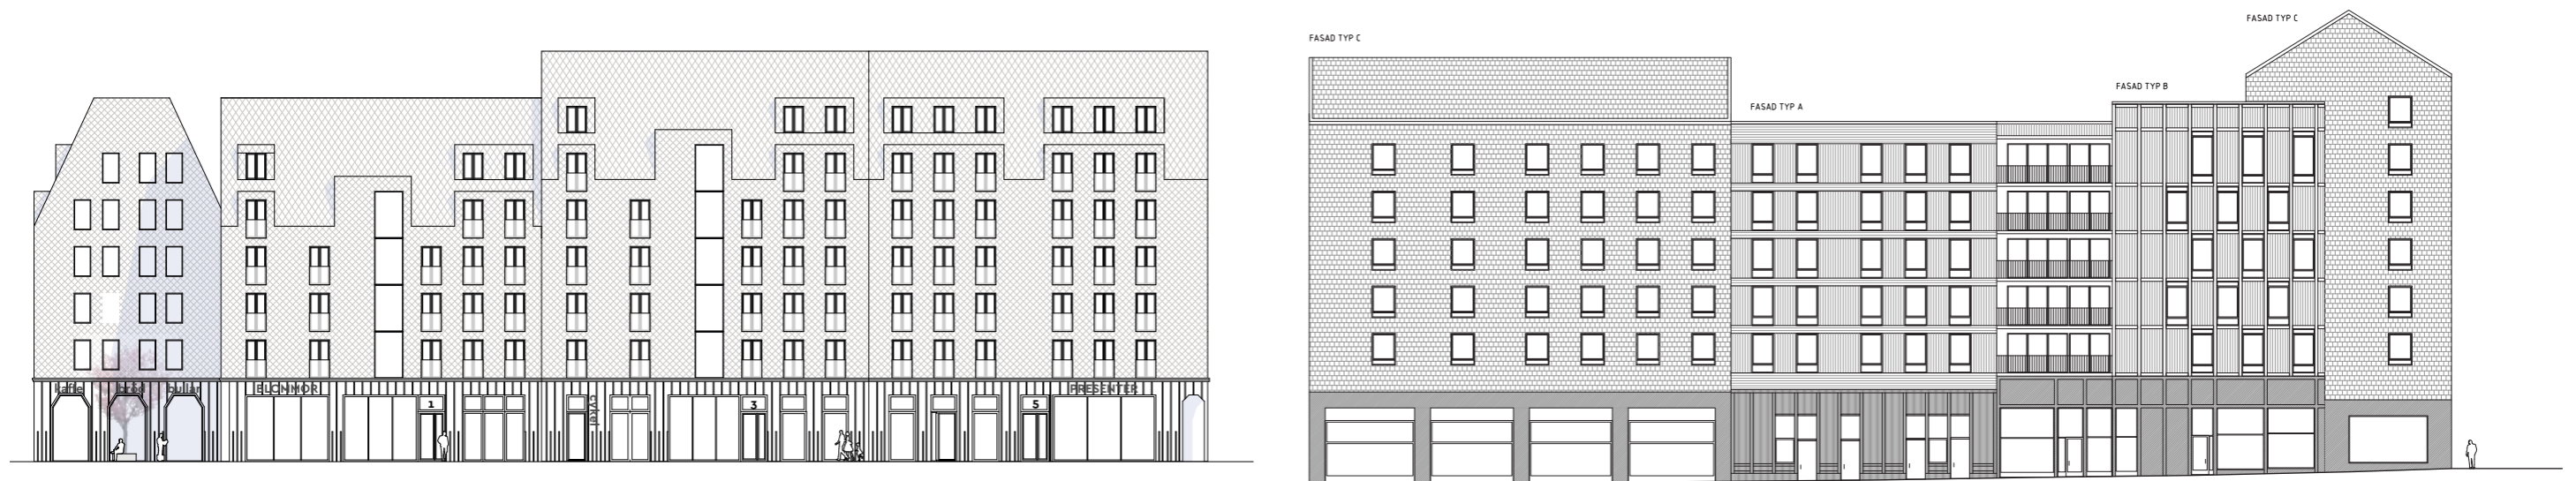 FASAD TYP C
FASAD TYP C
FASAD TYP B
FASAD TYP A
kaffe bröd bullar BLOMMOR PRESENTER
cykel
1 3 5